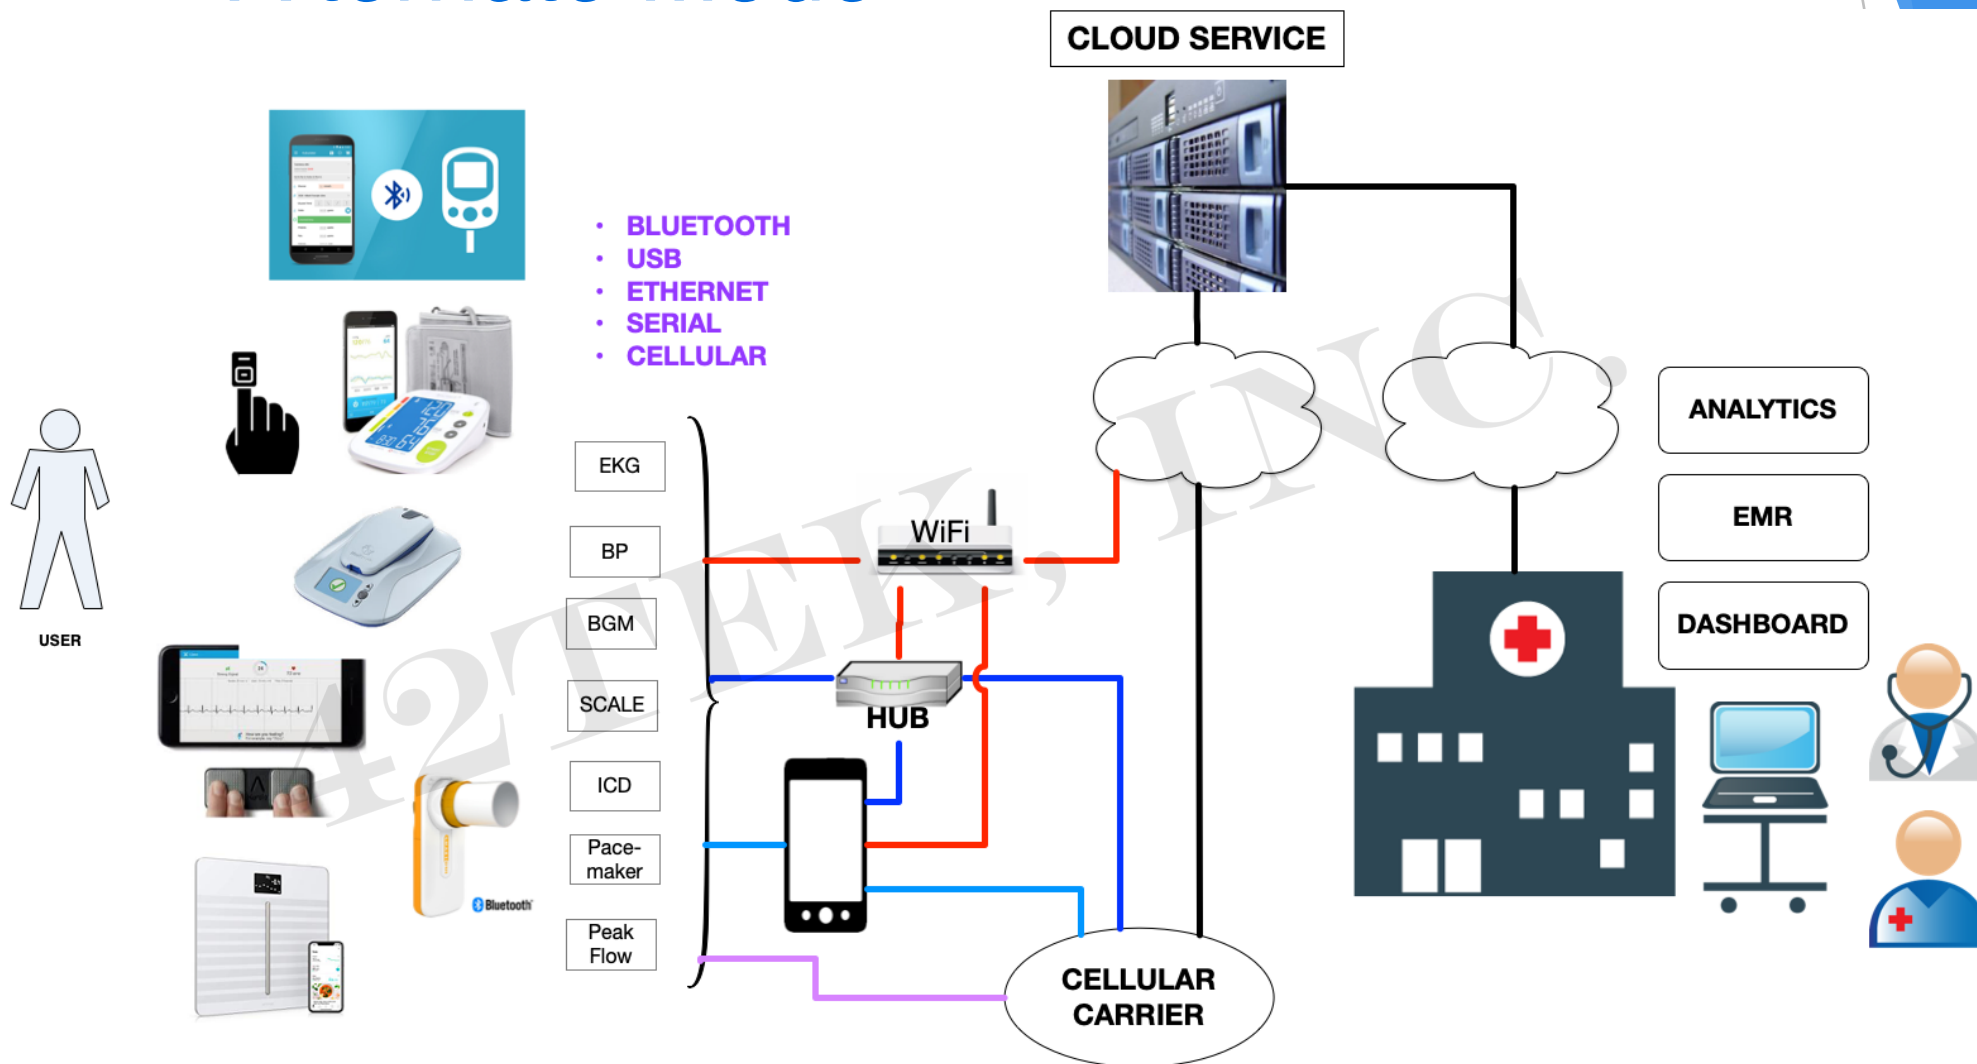 CLOUD SERVICE
• BLUETOOTH
• USB
• ETHERNET
• SERIAL
• CELLULAR
USER
EKG
BP
BGM
SCALE
ICD
Pace-
maker
Peak
Flow
Bluetooth
WiFi
HUB
CELLULAR
CARRIER
ANALYTICS
EMR
DASHBOARD
42TEK, INC.